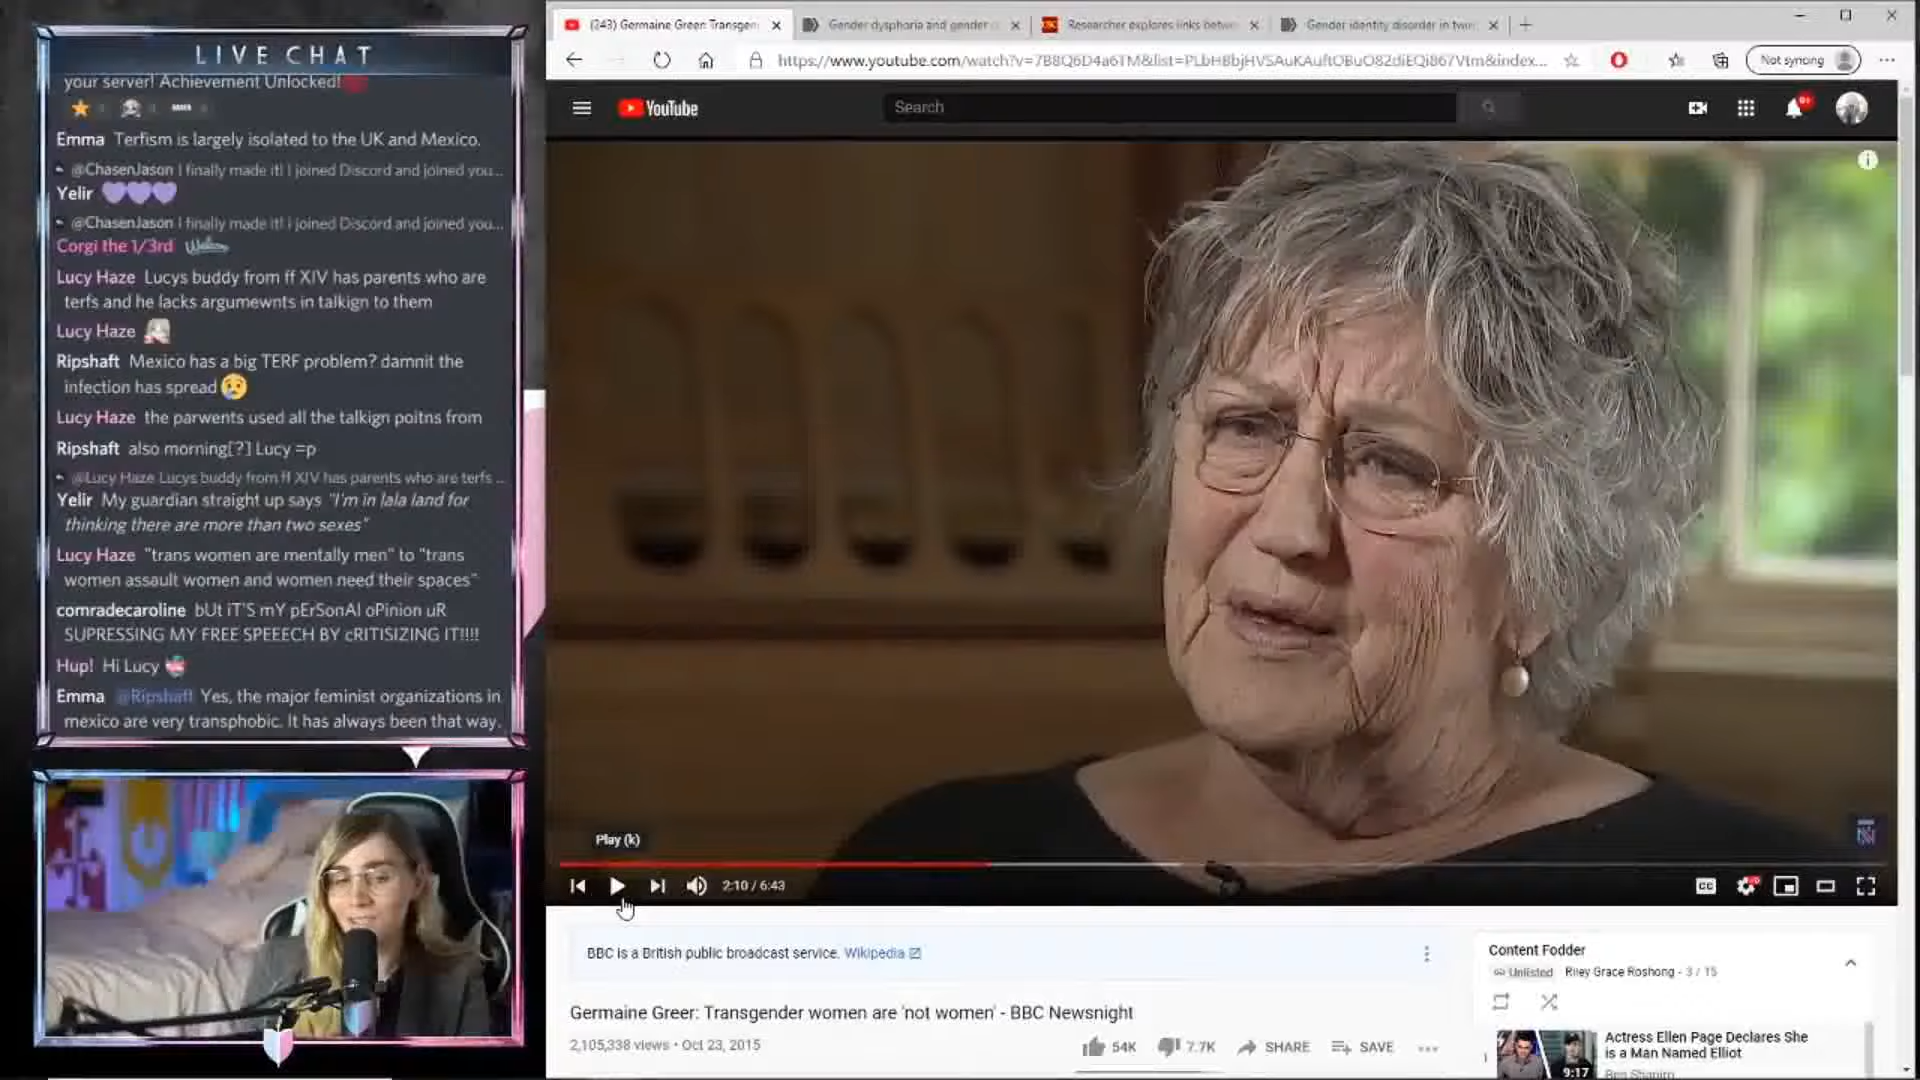 LIVE CHAT
your server! Achievement Unlocked!
Emma Terfism is largely isolated to the UK and Mexico.
@ChasenJason I finally made it! I joined Discord and joined you...
Yelir
@ChasenJason I finally made it! I joined Discord and joined you...
Corgi the 1/3rd Welcome
Lucy Haze Lucys buddy from ff XIV has parents who are
terfs and he lacks argumewnts in talkign to them
Lucy Haze
Ripshaft Mexico has a big TERF problem? damnit the
infection has spread
Lucy Haze the parwents used all the talkign poitns from
Ripshaft also morning[?] Lucy =p
@Lucy Haze Lucys buddy from ff XIV has parents who are terfs ...
Yelir My guardian straight up says "I'm in lala land for
thinking there are more than two sexes"
Lucy Haze "trans women are mentally men" to "trans
women assault women and women need their spaces"
comradecaroline bUt iT'S mY pErSonAl oPinion uR
SUPRESSING MY FREE SPEEECH BY cRITISIZING IT!!!!
Hup! Hi Lucy
Emma @Ripshaft Yes, the major feminist organizations in
mexico are very transphobic. It has always been that way.
(243) Germaine Greer: Transgen
Gender dysphoria and gender
Researcher explores links betwe
Gender identity disorder in twin
https://www.youtube.com/watch?v=7B8Q6D4a6TM&list=PLbHBbjHVSAuKAuftOBuO82diEQi867Vtm&index...
Not syncing
YouTube
Search
9+
Play (k)
2:10 / 6:43
CC
BBC is a British public broadcast service. Wikipedia
Germaine Greer: Transgender women are 'not women' - BBC Newsnight
2,105,338 views • Oct 23, 2015
54K
7.7K
SHARE
SAVE
Content Fodder
Unlisted Riley Grace Roshong - 3 / 15
Actress Ellen Page Declares She
is a Man Named Elliot
Ben Shapiro
9:17